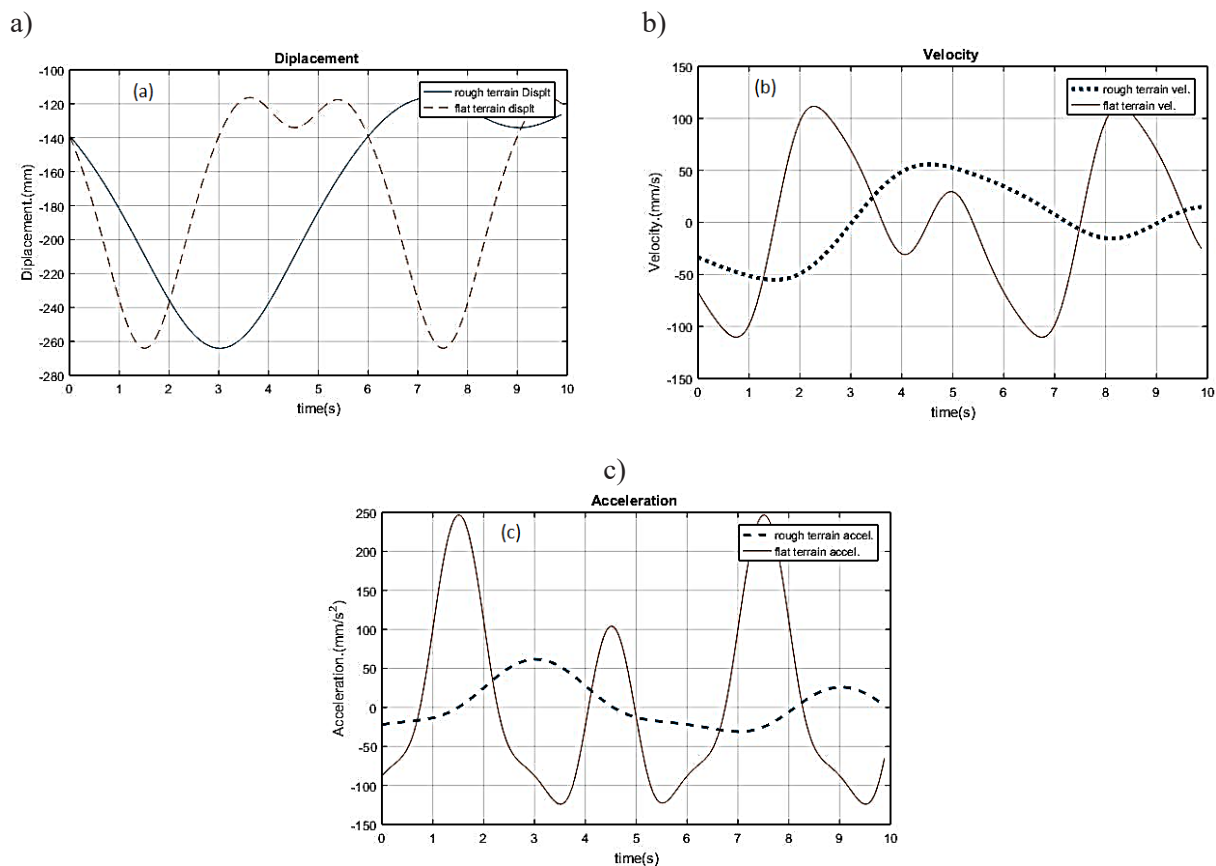 a)
Diplacement
-100
-120
-140
-160
-180
-200
-220
-240
-260
-280
Diplacement.(mm)
(a)
rough terrain Displt
flat terrain displt
0 1 2 3 4 5 6 7 8 9 10
time(s)
b)
Velocity
150
100
50
0
-50
-100
-150
Velocity.(mm/s)
(b)
rough terrain vel.
flat terrain vel.
0 1 2 3 4 5 6 7 8 9 10
time(s)
c)
Acceleration
250
200
150
100
50
0
-50
-100
-150
Acceleration.(mm/s²)
(c)
rough terrain accel.
flat terrain accel.
0 1 2 3 4 5 6 7 8 9 10
time(s)